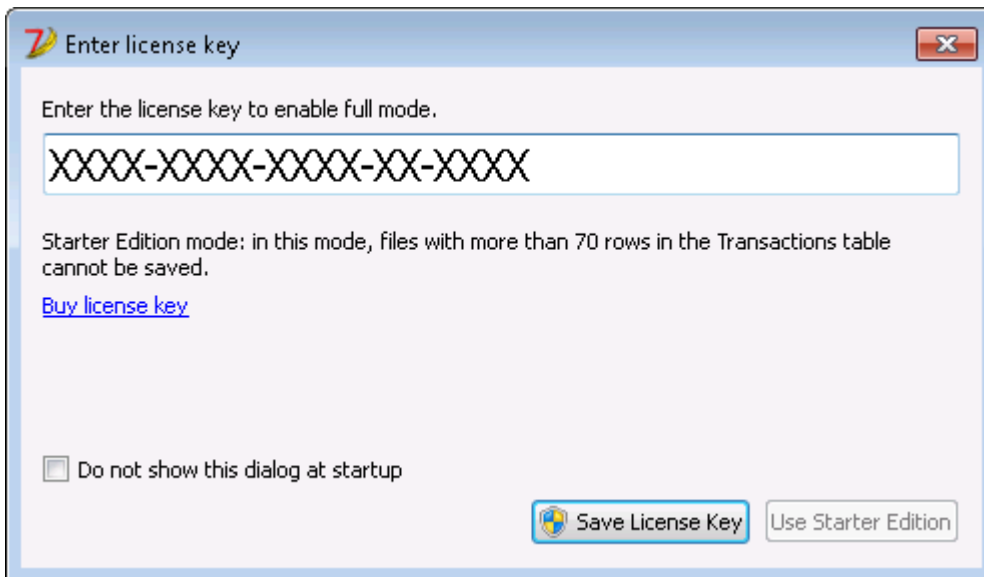 Enter license key
Enter the license key to enable full mode.
XXXX-XXXX-XXXX-XX-XXXX
Starter Edition mode: in this mode, files with more than 70 rows in the Transactions table
cannot be saved.
Buy license key
Do not show this dialog at startup
Save License Key
Use Starter Edition